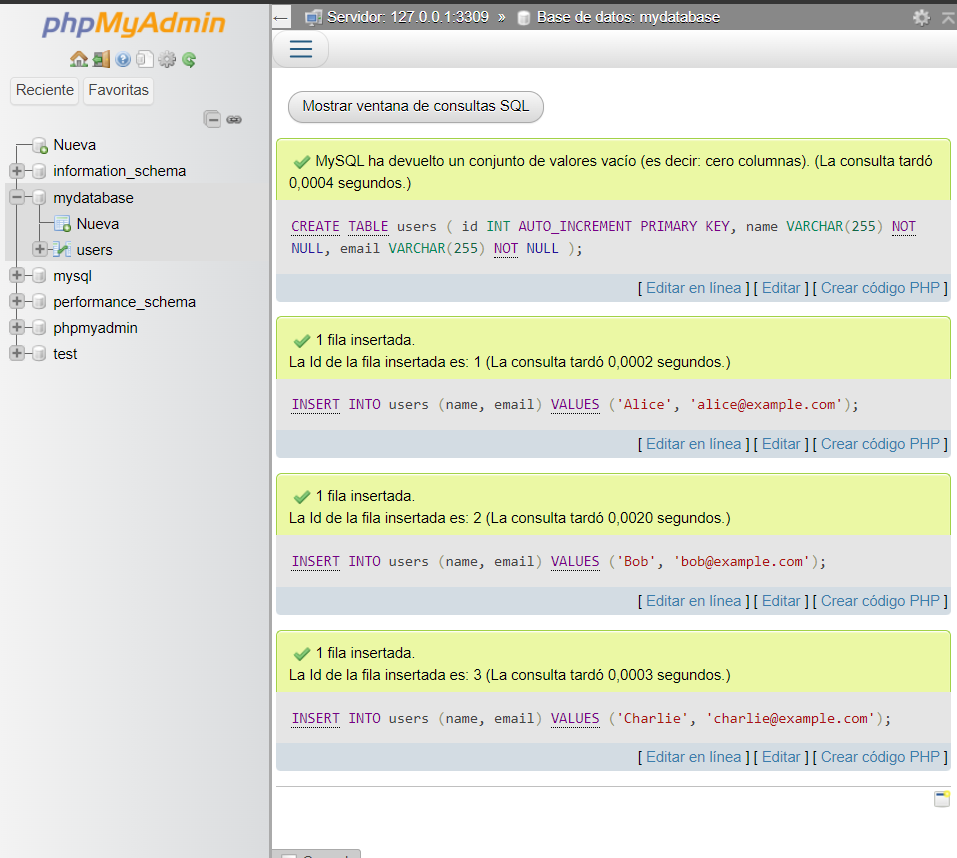 phpMyAdmin
Reciente
Favoritas
Nueva
information_schema
mydatabase
Nueva
users
mysql
performance_schema
phpmyadmin
test
Servidor: 127.0.0.1:3309 » Base de datos: mydatabase
Mostrar ventana de consultas SQL
MySQL ha devuelto un conjunto de valores vacío (es decir: cero columnas). (La consulta tardó
0,0004 segundos.)
CREATE TABLE users ( id INT AUTO_INCREMENT PRIMARY KEY, name VARCHAR(255) NOT
NULL, email VARCHAR(255) NOT NULL );
[ Editar en línea ] [ Editar ] [ Crear código PHP ]
1 fila insertada.
La Id de la fila insertada es: 1 (La consulta tardó 0,0002 segundos.)
INSERT INTO users (name, email) VALUES ('Alice', 'alice@example.com');
[ Editar en línea ] [ Editar ] [ Crear código PHP ]
1 fila insertada.
La Id de la fila insertada es: 2 (La consulta tardó 0,0020 segundos.)
INSERT INTO users (name, email) VALUES ('Bob', 'bob@example.com');
[ Editar en línea ] [ Editar ] [ Crear código PHP ]
1 fila insertada.
La Id de la fila insertada es: 3 (La consulta tardó 0,0003 segundos.)
INSERT INTO users (name, email) VALUES ('Charlie', 'charlie@example.com');
[ Editar en línea ] [ Editar ] [ Crear código PHP ]